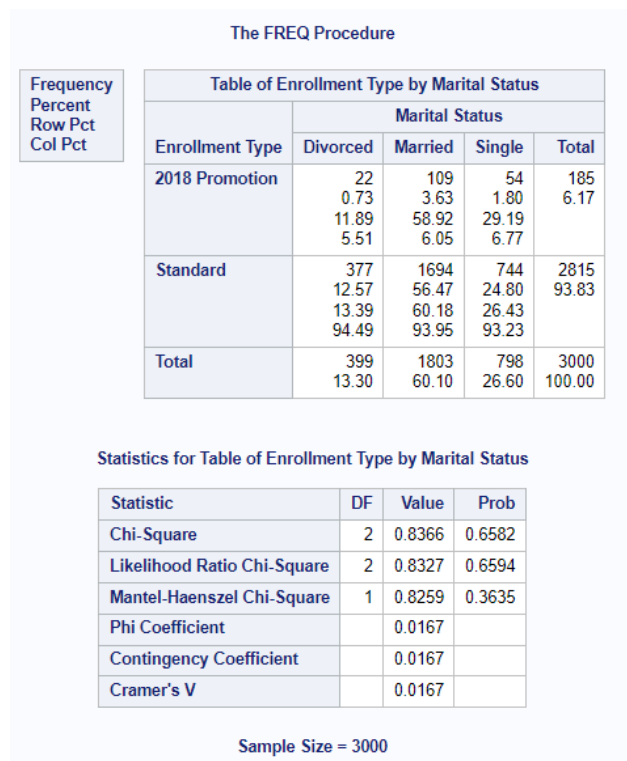 The FREQ Procedure
Frequency
Percent
Row Pct
Col Pct
Table of Enrollment Type by Marital Status
Marital Status
Enrollment Type Divorced Married Single Total
2018 Promotion 22 109 54 185
0.73 3.63 1.80 6.17
11.89 58.92 29.19
5.51 6.05 6.77
Standard 377 1694 744 2815
12.57 56.47 24.80 93.83
13.39 60.18 26.43
94.49 93.95 93.23
Total 399 1803 798 3000
13.30 60.10 26.60 100.00
Statistics for Table of Enrollment Type by Marital Status
Statistic DF Value Prob
Chi-Square 2 0.8366 0.6582
Likelihood Ratio Chi-Square 2 0.8327 0.6594
Mantel-Haenszel Chi-Square 1 0.8259 0.3635
Phi Coefficient 0.0167
Contingency Coefficient 0.0167
Cramer's V 0.0167
Sample Size = 3000